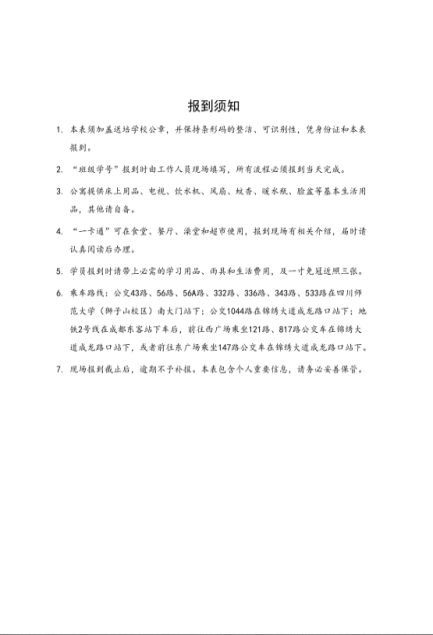 报到须知
1. 本表须加盖送培学校公章，并保持条形码的整洁、可识别性，凭身份证和本表
报到。
2. “班级学号”报到时由工作人员现场填写，所有流程必须报到当天完成。
3. 公寓提供床上用品、电视、饮水机、风扇、蚊香、暖水瓶、脸盆等基本生活用
品，其他请自备。
4. “一卡通”可在食堂、餐厅、澡堂和超市使用，报到现场有相关介绍，届时请
认真阅读后办理。
5. 学员报到时请带上必需的学习用品、雨具和生活费用，及一寸免冠近照三张。
6. 乘车路线：公交43路、56路、56A路、332路、336路、343路、533路在四川师
范大学（狮子山校区）南大门站下；公交1044路在锦绣大道成龙路口站下；地
铁2号线在成都东客站下车后，前往西广场乘坐121路、817路公交车在锦绣大
道成龙路口站下，或者前往东广场乘坐147路公交车在锦绣大道成龙路口站下。
7. 现场报到截止后，逾期不予补报。本表包含个人重要信息，请务必妥善保管。